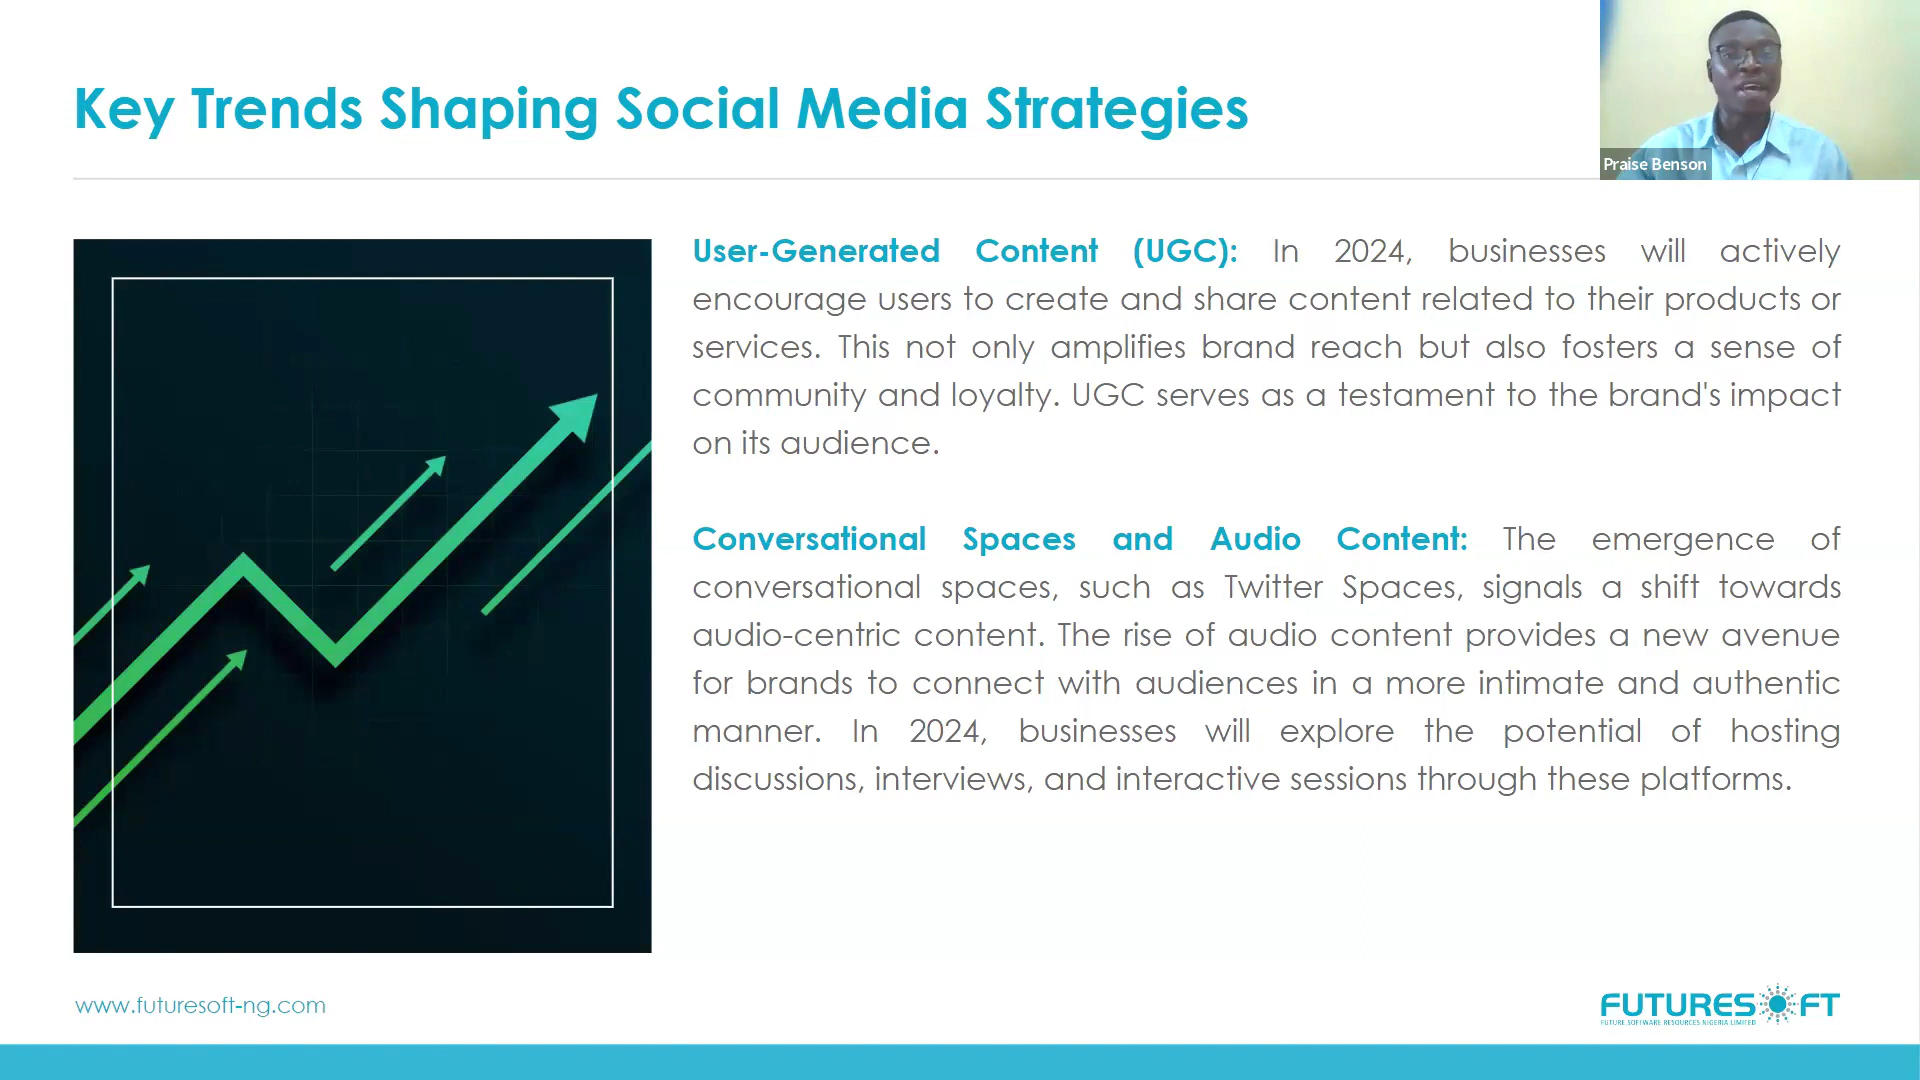 Key Trends Shaping Social Media Strategies
Praise Benson
User-Generated Content (UGC): In 2024, businesses will actively
encourage users to create and share content related to their products or
services. This not only amplifies brand reach but also fosters a sense of
community and loyalty. UGC serves as a testament to the brand's impact
on its audience.
Conversational Spaces and Audio Content: The emergence of
conversational spaces, such as Twitter Spaces, signals a shift towards
audio-centric content. The rise of audio content provides a new avenue
for brands to connect with audiences in a more intimate and authentic
manner. In 2024, businesses will explore the potential of hosting
discussions, interviews, and interactive sessions through these platforms.
www.futuresoft-ng.com
FUTURESOFT
FUTURE SOFTWARE RESOURCES NIGERIA LIMITED